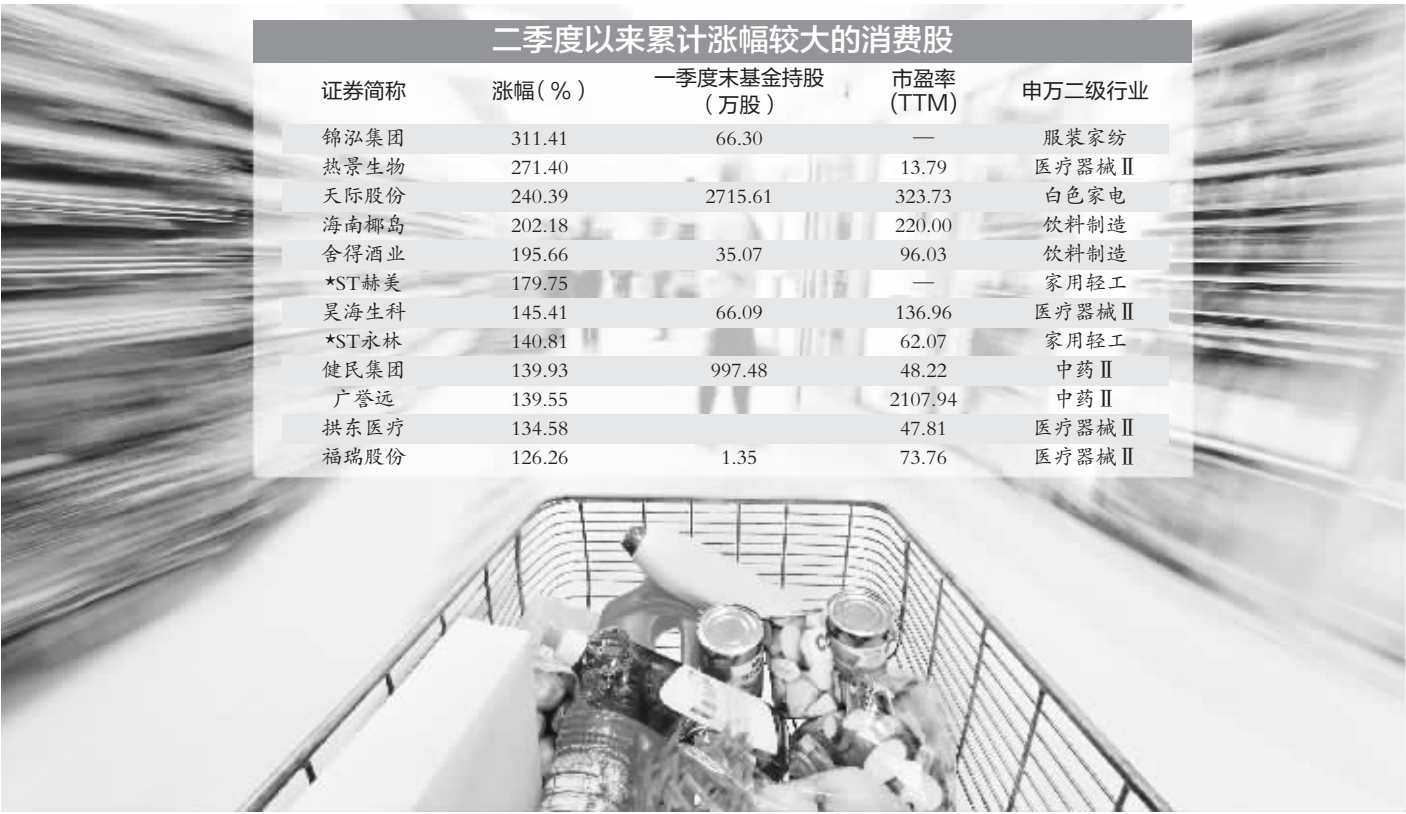 二季度以来累计涨幅较大的消费股
证券简称 涨幅(%) 一季度末基金持股(万股) 市盈率(TTM) 申万二级行业
锦泓集团 311.41 66.30 — 服装家纺
热景生物 271.40 13.79 医疗器械Ⅱ
天际股份 240.39 2715.61 323.73 白色家电
海南椰岛 202.18 220.00 饮料制造
舍得酒业 195.66 35.07 96.03 饮料制造
★ST赫美 179.75 — 家用轻工
昊海生科 145.41 66.09 136.96 医疗器械Ⅱ
★ST永林 140.81 62.07 家用轻工
健民集团 139.93 997.48 48.22 中药Ⅱ
广誉远 139.55 2107.94 中药Ⅱ
拱东医疗 134.58 47.81 医疗器械Ⅱ
福瑞股份 126.26 1.35 73.76 医疗器械Ⅱ